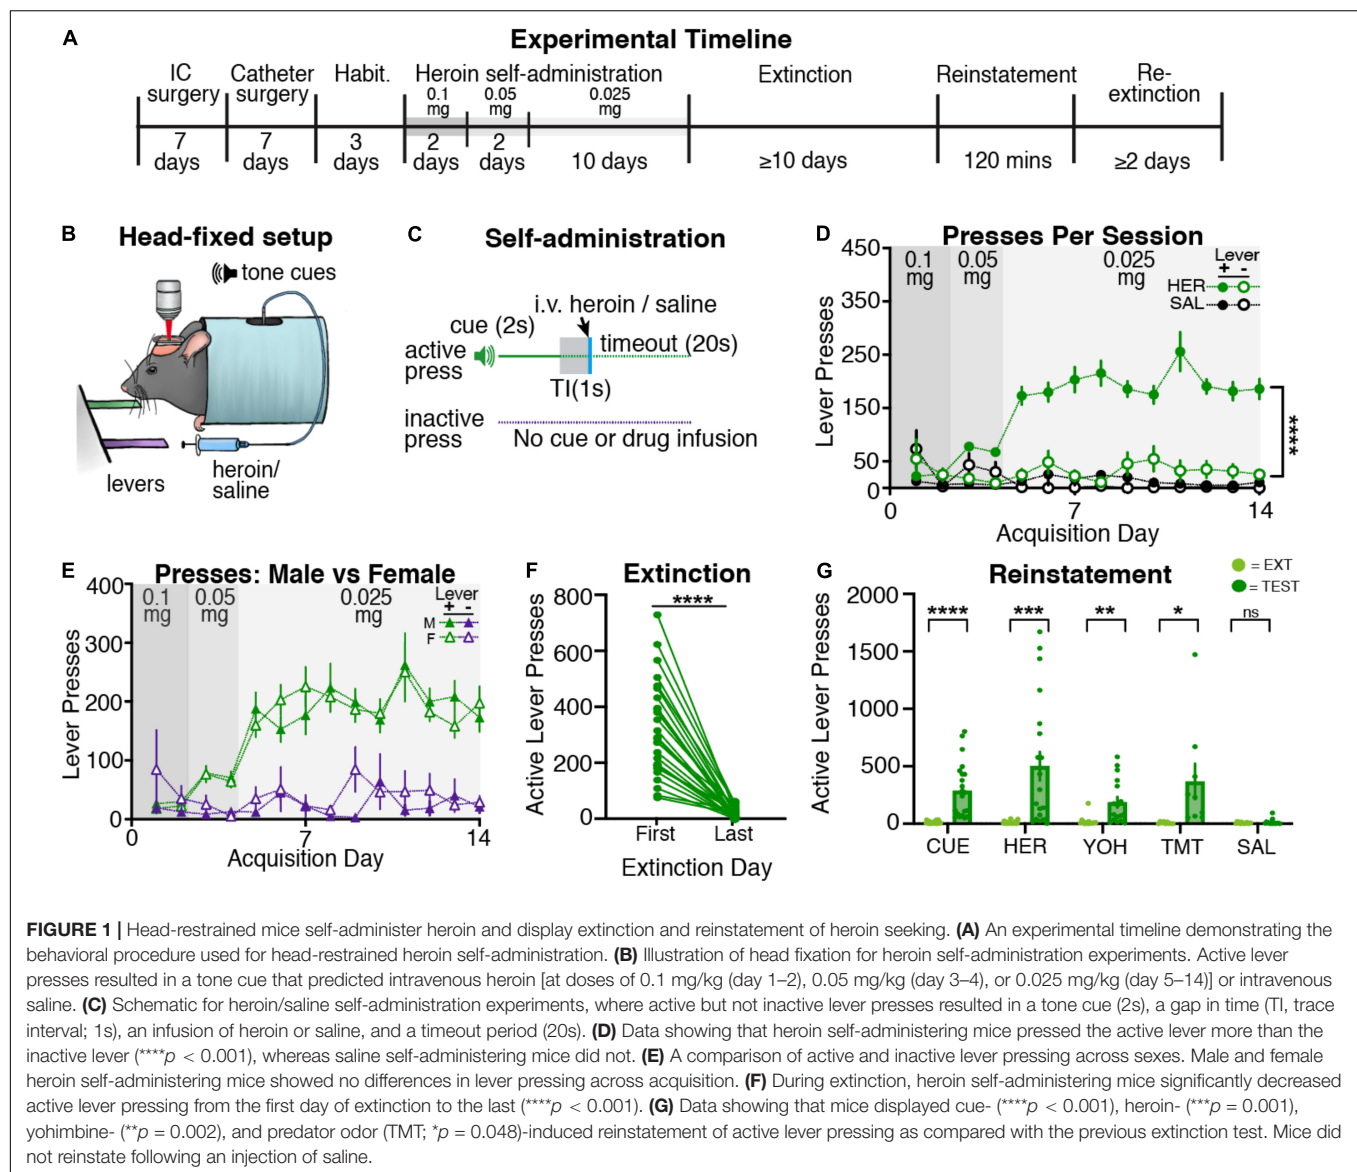 A
Experimental Timeline
IC surgery
Catheter surgery
Habit.
Heroin self-administration
0.1 mg
0.05 mg
0.025 mg
Extinction
Reinstatement
Re-extinction
7 days
7 days
3 days
2 days
2 days
10 days
≥10 days
120 mins
≥2 days
B
Head-fixed setup
tone cues
levers
heroin/
saline
C
Self-administration
i.v. heroin / saline
cue (2s)
active press
timeout (20s)
TI(1s)
inactive press
No cue or drug infusion
D
Presses Per Session
450
350
250
150
50
0
Lever Presses
0.1 mg
0.05 mg
0.025 mg
Lever
+ -
HER
SAL
****
0
7
14
Acquisition Day
E
Presses: Male vs Female
400
300
200
100
0
Lever Presses
0.1 mg
0.05 mg
0.025 mg
Lever
+ -
M
F
0
7
14
Acquisition Day
F
Extinction
800
600
400
200
0
Active Lever Presses
****
First
Last
Extinction Day
G
Reinstatement
= EXT
= TEST
2000
1500
1000
500
0
Active Lever Presses
****
***
**
*
ns
CUE
HER
YOH
TMT
SAL
FIGURE 1 | Head-restrained mice self-administer heroin and display extinction and reinstatement of heroin seeking. (A) An experimental timeline demonstrating the
behavioral procedure used for head-restrained heroin self-administration. (B) Illustration of head fixation for heroin self-administration experiments. Active lever
presses resulted in a tone cue that predicted intravenous heroin [at doses of 0.1 mg/kg (day 1–2), 0.05 mg/kg (day 3–4), or 0.025 mg/kg (day 5–14)] or intravenous
saline. (C) Schematic for heroin/saline self-administration experiments, where active but not inactive lever presses resulted in a tone cue (2s), a gap in time (TI, trace
interval; 1s), an infusion of heroin or saline, and a timeout period (20s). (D) Data showing that heroin self-administering mice pressed the active lever more than the
inactive lever (****p < 0.001), whereas saline self-administering mice did not. (E) A comparison of active and inactive lever pressing across sexes. Male and female
heroin self-administering mice showed no differences in lever pressing across acquisition. (F) During extinction, heroin self-administering mice significantly decreased
active lever pressing from the first day of extinction to the last (****p < 0.001). (G) Data showing that mice displayed cue- (****p < 0.001), heroin- (***p = 0.001),
yohimbine- (**p = 0.002), and predator odor (TMT; *p = 0.048)-induced reinstatement of active lever pressing as compared with the previous extinction test. Mice did
not reinstate following an injection of saline.